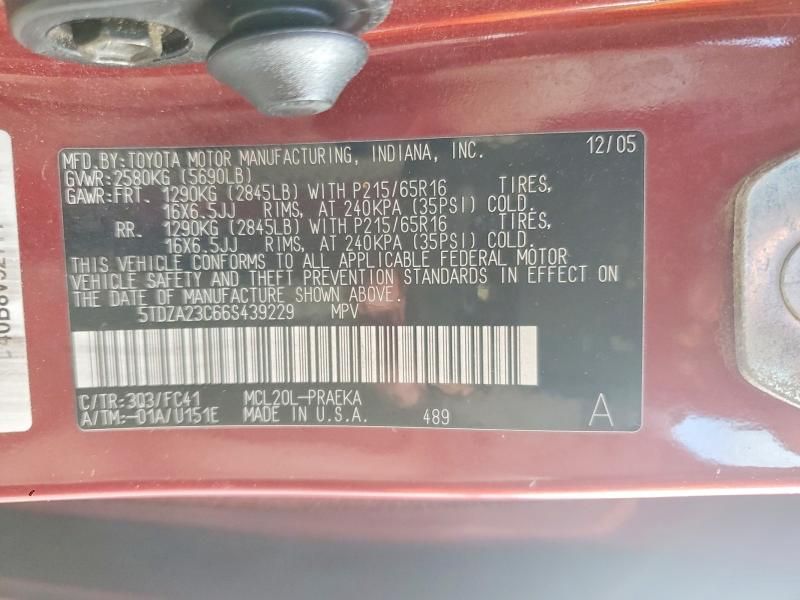 MFD.BY:TOYOTA MOTOR MANUFACTURING, INDIANA, INC. 12/05
GVWR:2580KG (5690LB)
GAWR:FRT. 1290KG (2845LB) WITH P215/65R16 TIRES,
16X6.5JJ RIMS, AT 240KPA (35PSI) COLD.
RR. 1290KG (2845LB) WITH P215/65R16 TIRES,
16X6.5JJ RIMS, AT 240KPA (35PSI) COLD.
THIS VEHICLE CONFORMS TO ALL APPLICABLE FEDERAL MOTOR
VEHICLE SAFETY AND THEFT PREVENTION STANDARDS IN EFFECT ON
THE DATE OF MANUFACTURE SHOWN ABOVE.
5TDZA23C66S439229 MPV
C/TR:3Q3/FC41 MCL20L-PRAEKA
A/TM:-01A/U151E MADE IN U.S.A. 489 A